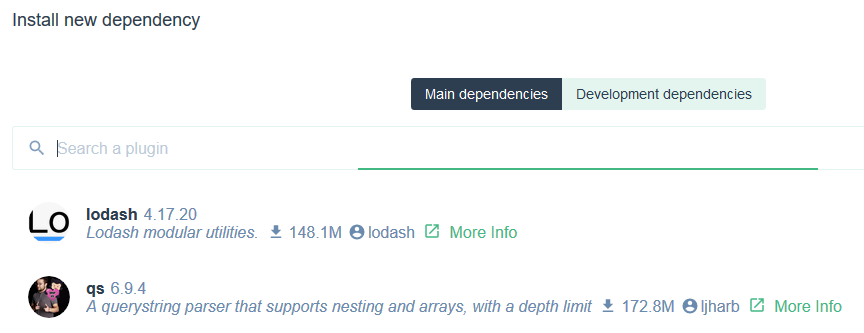 Install new dependency
Main dependencies Development dependencies
Search a plugin
LO lodash 4.17.20
Lodash modular utilities. 148.1M lodash More Info
qs 6.9.4
A querystring parser that supports nesting and arrays, with a depth limit 172.8M ljharb More Info